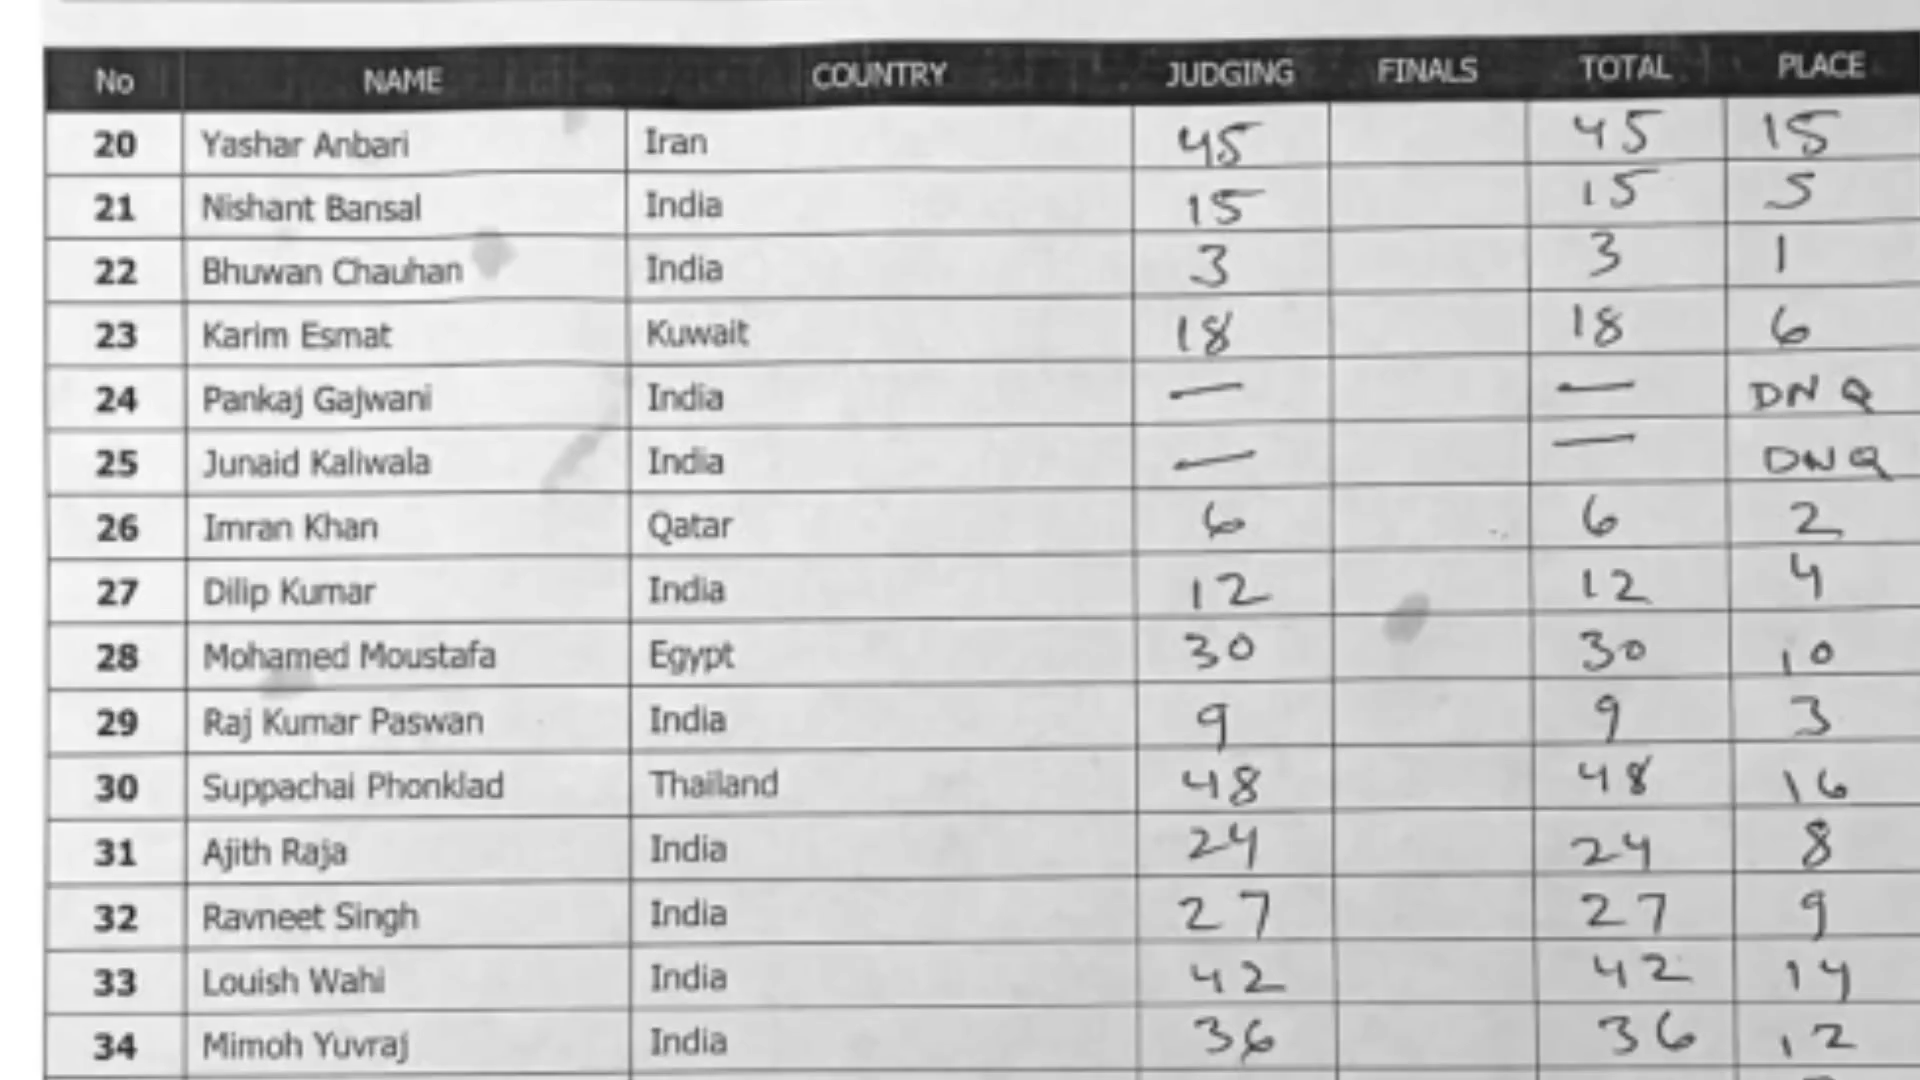 No NAME COUNTRY JUDGING FINALS TOTAL PLACE
20 Yashar Anbari Iran 45 45 15
21 Nishant Bansal India 15 15 5
22 Bhuwan Chauhan India 3 3 1
23 Karim Esmat Kuwait 18 18 6
24 Pankaj Gajwani India — — DNQ
25 Junaid Kaliwala India — — DNQ
26 Imran Khan Qatar 6 6 2
27 Dilip Kumar India 12 12 4
28 Mohamed Moustafa Egypt 30 30 10
29 Raj Kumar Paswan India 9 9 3
30 Suppachai Phonklad Thailand 48 48 16
31 Ajith Raja India 24 24 8
32 Ravneet Singh India 27 27 9
33 Louish Wahi India 42 42 14
34 Mimoh Yuvraj India 36 36 12